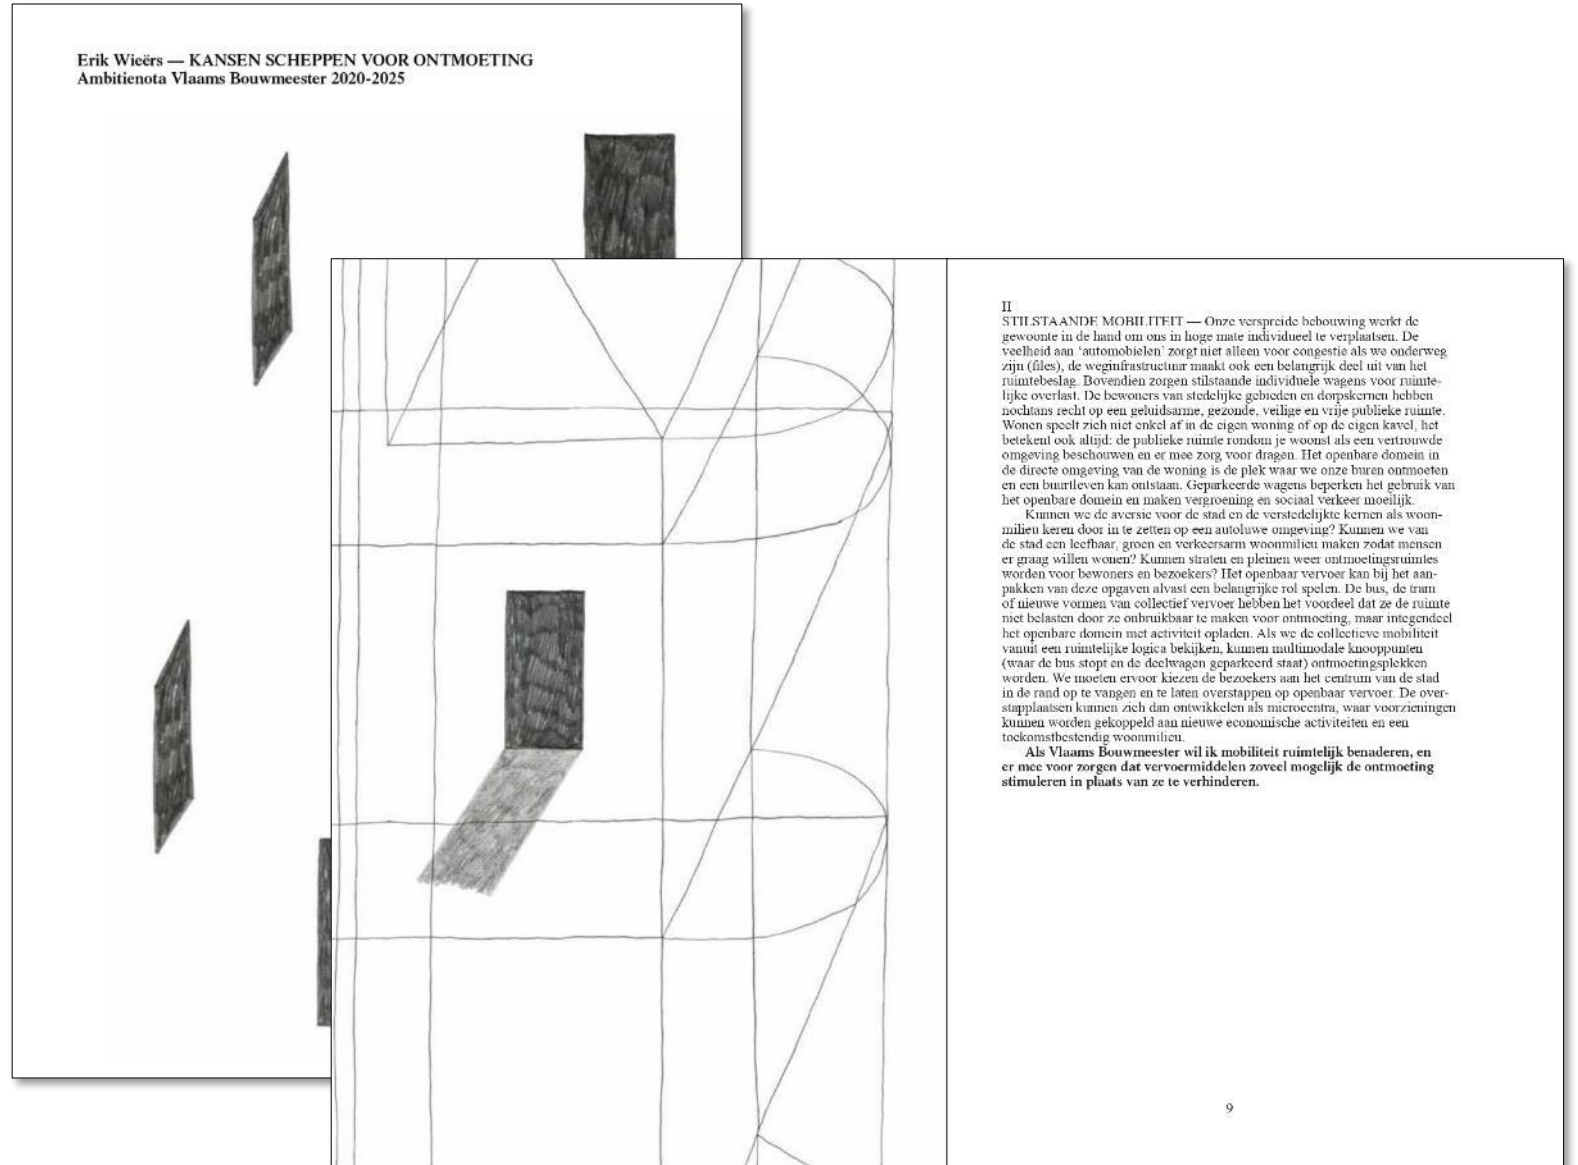 Erik Wieërs — KANSEN SCHEPPEN VOOR ONTMOETING
Ambitienota Vlaams Bouwmeester 2020-2025
II
STILSTAANDE MOBILITEIT — Onze verspreide bebouwing werkt de
gewoonte in de hand om ons in hoge mate individueel te verplaatsen. De
veelheid aan ‘automobielen’ zorgt niet alleen voor congestie als we onderweg
zijn (files), de weginfrastructuur maakt ook een belangrijk deel uit van het
ruimtebeslag. Bovendien zorgen stilstaande individuele wagens voor ruimte-
lijke overlast. De bewoners van stedelijke gebieden en dorpskernen hebben
nochtans recht op een geluidsarme, gezonde, veilige en vrije publieke ruimte.
Wonen speelt zich niet enkel af in de eigen woning of op de eigen kavel, het
betekent ook altijd: de publieke ruimte rondom je woonst als een vertrouwde
omgeving beschouwen en er mee zorg voor dragen. Het openbare domein in
de directe omgeving van de woning is de plek waar we onze buren ontmoeten
en een buurtleven kan ontstaan. Geparkeerde wagens beperken het gebruik van
het openbare domein en maken vergroening en sociaal verkeer moeilijk.
Kunnen we de aversie voor de stad en de verstedelijkte kernen als woon-
milieu keren door in te zetten op een autoluwe omgeving? Kunnen we van
de stad een leefbaar, groen en verkeersarm woonmilieu maken zodat mensen
er graag willen wonen? Kunnen straten en pleinen weer ontmoetingsruimtes
worden voor bewoners en bezoekers? Het openbaar vervoer kan bij het aan-
pakken van deze opgaven alvast een belangrijke rol spelen. De bus, de tram
of nieuwe vormen van collectief vervoer hebben het voordeel dat ze de ruimte
niet belasten door ze onbruikbaar te maken voor ontmoeting, maar integendeel
het openbare domein met activiteit opladen. Als we de collectieve mobiliteit
vanuit een ruimtelijke logica bekijken, kunnen multimodale knooppunten
(waar de bus stopt en de deelwagen geparkeerd staat) ontmoetingsplekken
worden. We moeten ervoor kiezen de bezoekers aan het centrum van de stad
in de rand op te vangen en te laten overstappen op openbaar vervoer. De over-
stapplaatsen kunnen zich dan ontwikkelen als microcentra, waar voorzieningen
kunnen worden gekoppeld aan nieuwe economische activiteiten en een
toekomstbestendig woonmilieu.
Als Vlaams Bouwmeester wil ik mobiliteit ruimtelijk benaderen, en
er mee voor zorgen dat vervoermiddelen zoveel mogelijk de ontmoeting
stimuleren in plaats van ze te verhinderen.
9